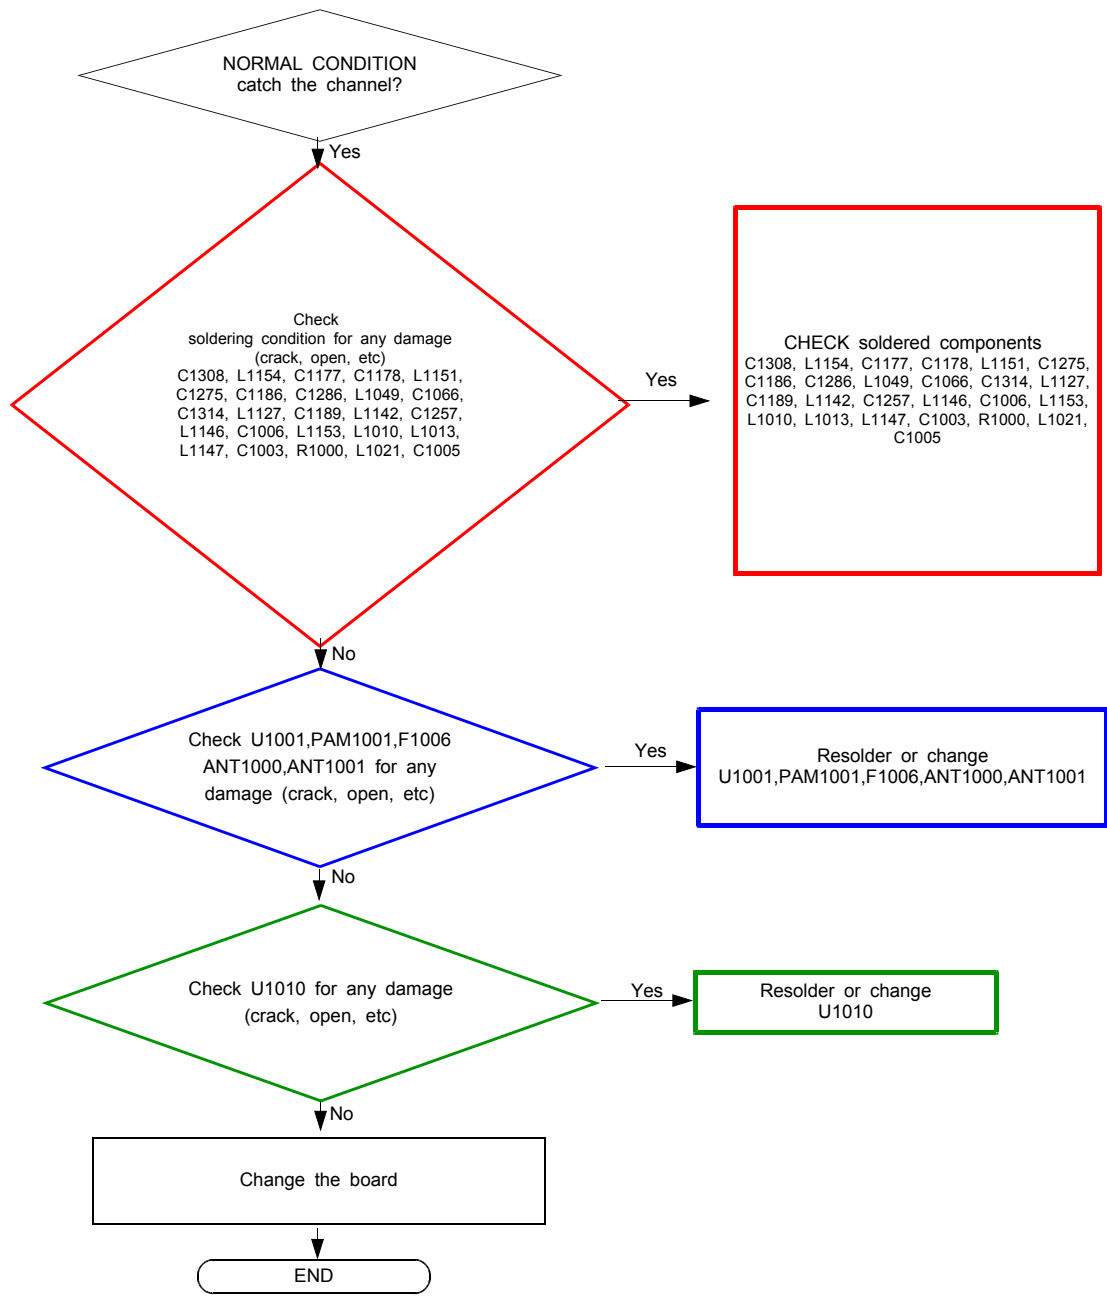 NORMAL CONDITION
catch the channel?
Yes
Check
soldering condition for any damage
(crack, open, etc)
C1308, L1154, C1177, C1178, L1151,
C1275, C1186, C1286, L1049, C1066,
C1314, L1127, C1189, L1142, C1257,
L1146, C1006, L1153, L1010, L1013,
L1147, C1003, R1000, L1021, C1005
Yes
CHECK soldered components
C1308, L1154, C1177, C1178, L1151, C1275,
C1186, C1286, L1049, C1066, C1314, L1127,
C1189, L1142, C1257, L1146, C1006, L1153,
L1010, L1013, L1147, C1003, R1000, L1021,
C1005
No
Check U1001,PAM1001,F1006
ANT1000,ANT1001 for any
damage (crack, open, etc)
Yes
Resolder or change
U1001,PAM1001,F1006,ANT1000,ANT1001
No
Check U1010 for any damage
(crack, open, etc)
Yes
Resolder or change
U1010
No
Change the board
END